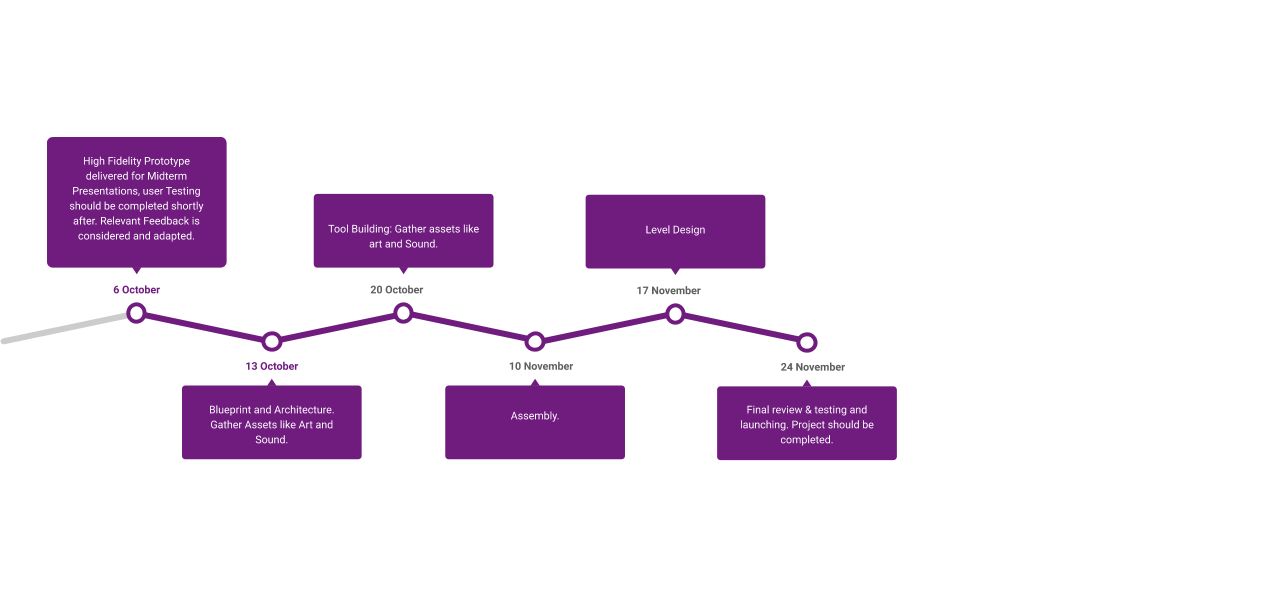 High Fidelity Prototype
delivered for Midterm
Presentations, user Testing
should be completed shortly
after. Relevant Feedback is
considered and adapted.
6 October
13 October
Blueprint and Architecture.
Gather Assets like Art and
Sound.
Tool Building: Gather assets like
art and Sound.
20 October
10 November
Assembly.
Level Design
17 November
24 November
Final review & testing and
launching. Project should be
completed.